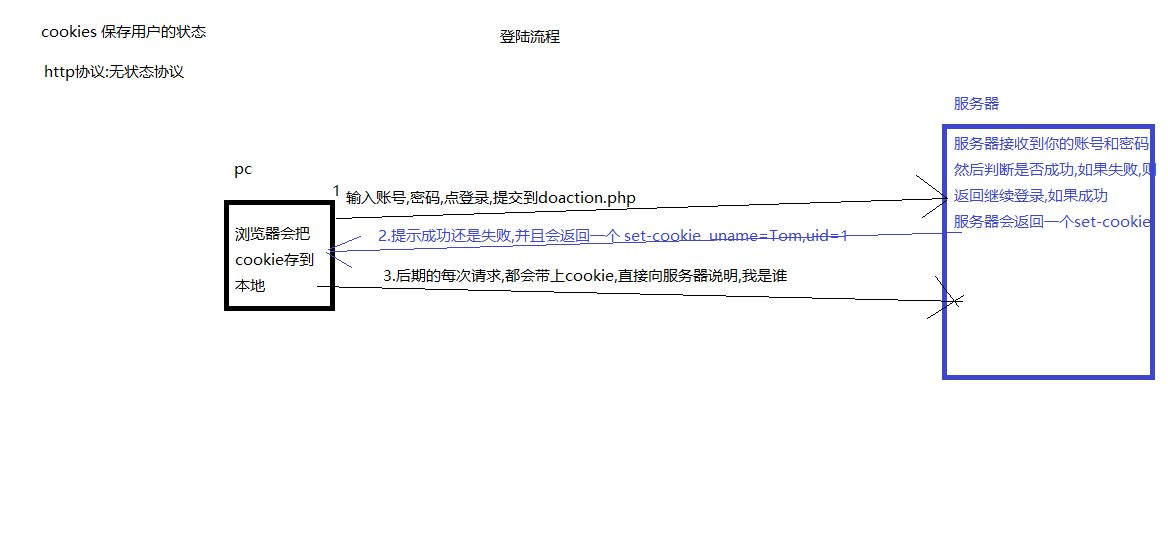 cookies 保存用户的状态
登陆流程
http协议:无状态协议
服务器
服务器接收到你的账号和密码
然后判断是否成功,如果失败,则
返回继续登录,如果成功
服务器会返回一个set-cookie
pc
1 输入账号,密码,点登录,提交到doaction.php
浏览器会把
cookie存到
本地
2.提示成功还是失败,并且会返回一个 set-cookie uname=Tom,uid=1
3.后期的每次请求,都会带上cookie,直接向服务器说明,我是谁